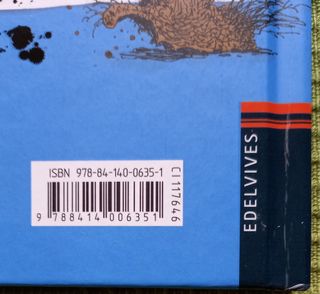 ISBN 978-84-140-0635-1
9 788414 006351
CI 117646
EDELVIVES